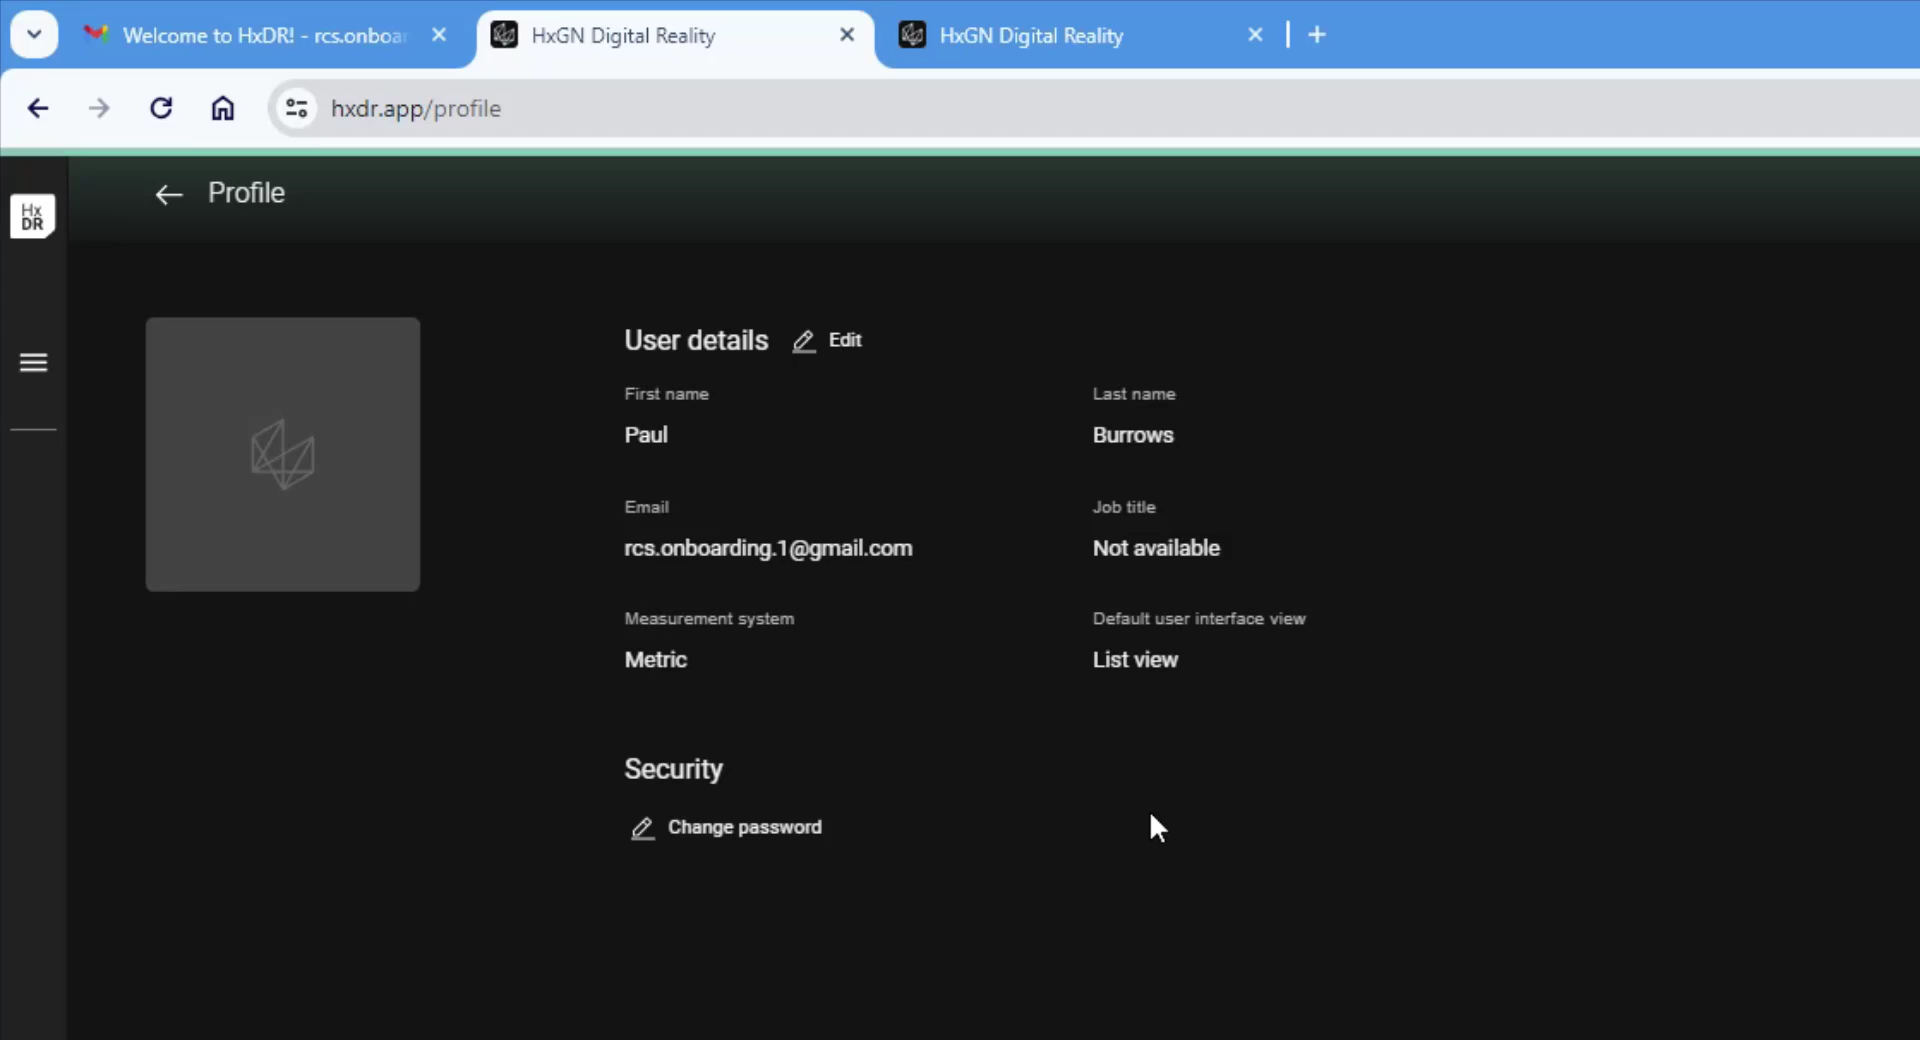 Welcome to HxDR! - rcs.onboar
HxGN Digital Reality
HxGN Digital Reality
hxdr.app/profile
Hx
DR
Profile
User details
Edit
First name
Last name
Paul
Burrows
Email
Job title
rcs.onboarding.1@gmail.com
Not available
Measurement system
Default user interface view
Metric
List view
Security
Change password